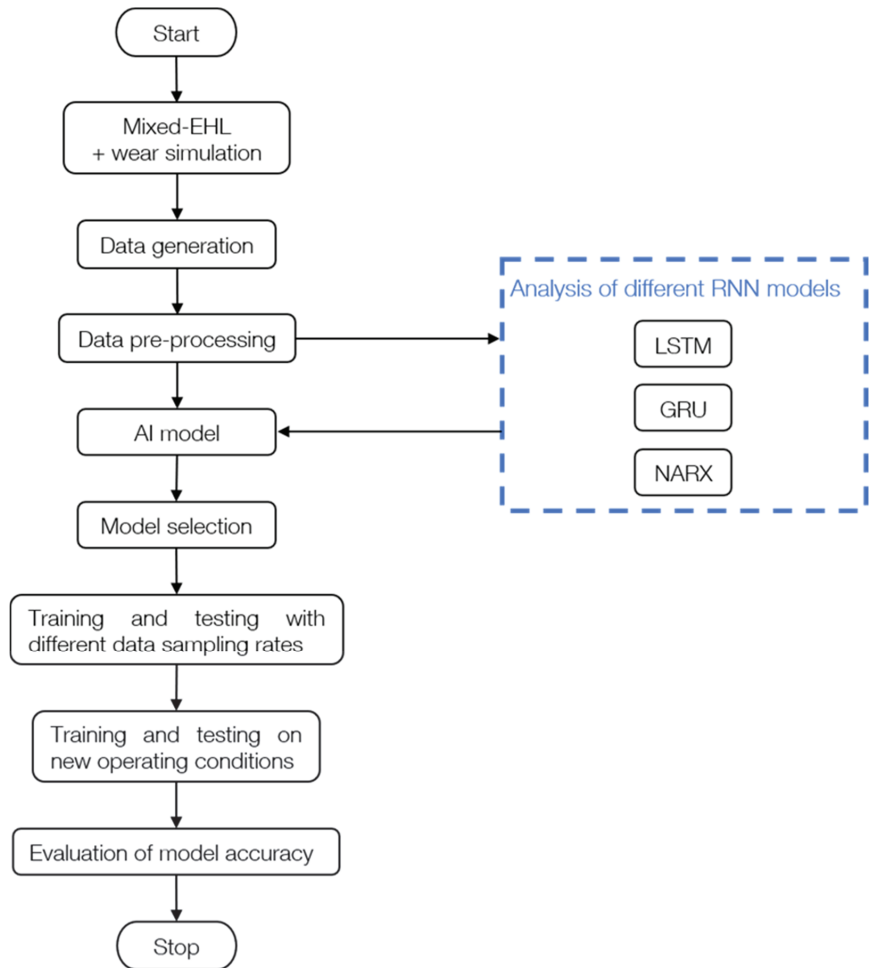 Start
Mixed-EHL
+ wear simulation
Data generation
Data pre-processing
Analysis of different RNN models
LSTM
GRU
NARX
AI model
Model selection
Training and testing with
different data sampling rates
Training and testing on
new operating conditions
Evaluation of model accuracy
Stop